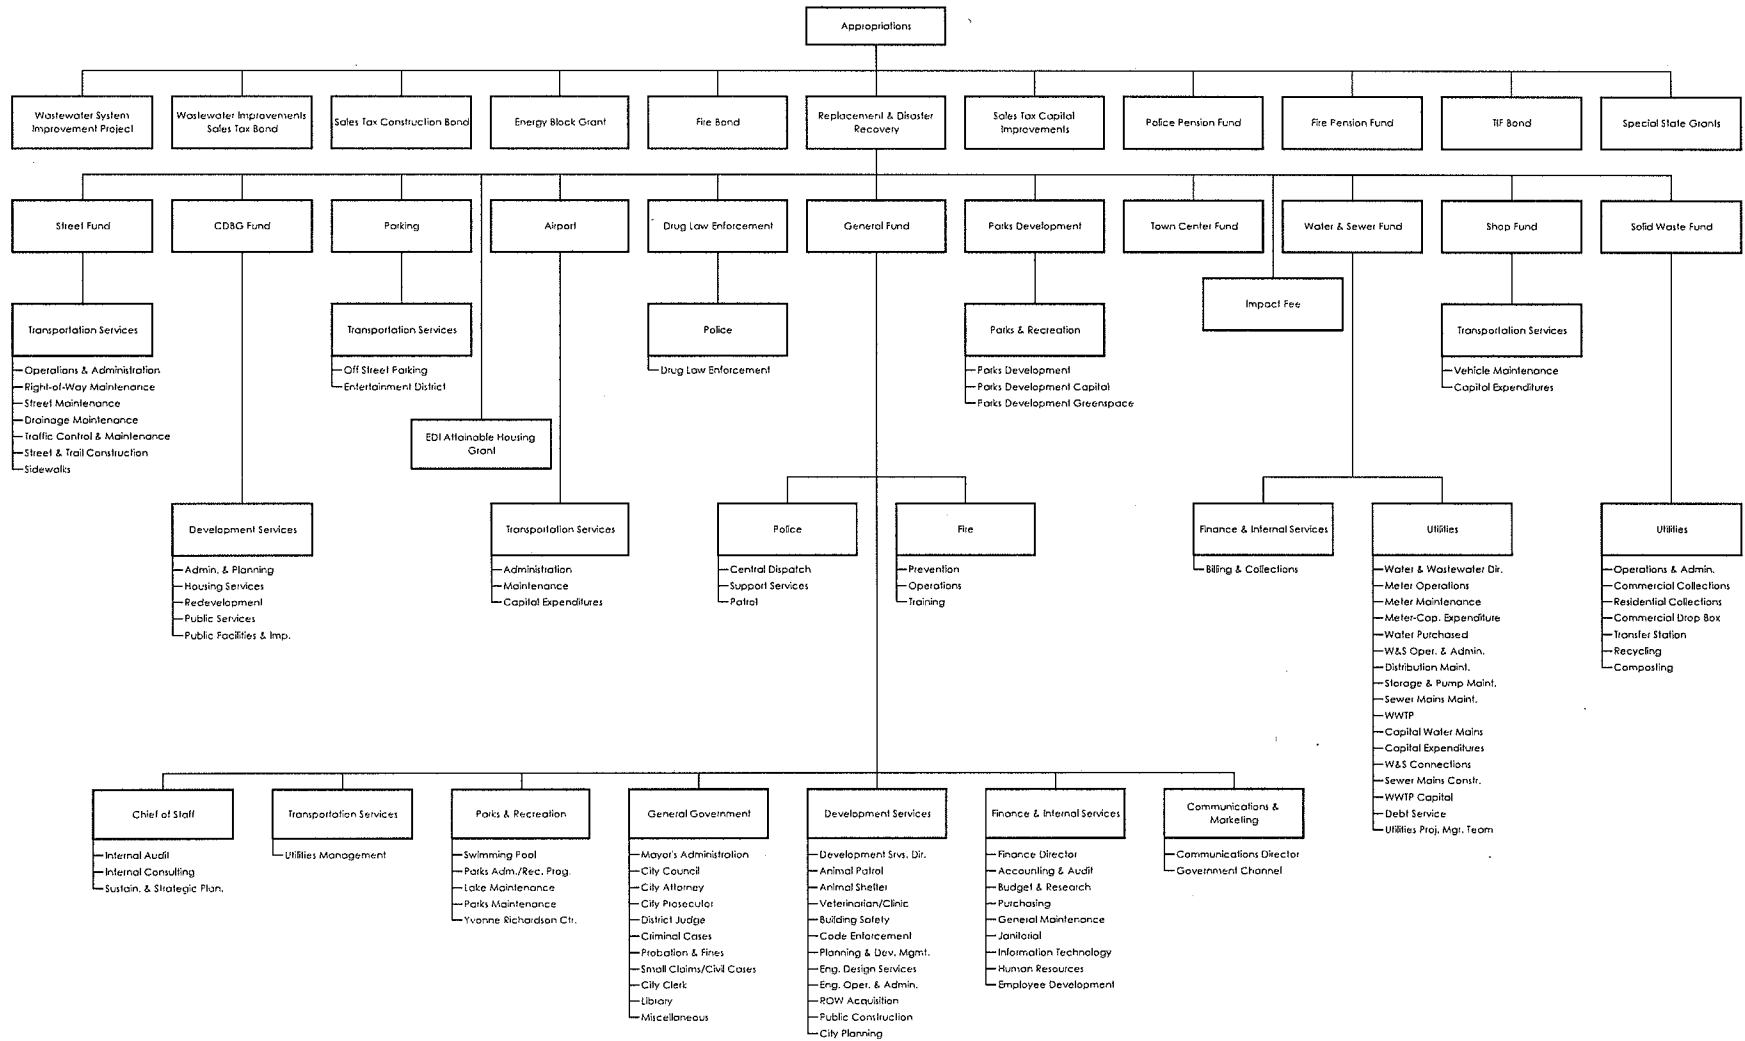 Appropriations
Wastewater System
Improvement Project
Wastewater Improvements
Sales Tax Bond
Sales Tax Construction Bond
Energy Block Grant
Fire Bond
Replacement & Disaster
Recovery
Sales Tax Capital
Improvements
Police Pension Fund
Fire Pension Fund
TIF Bond
Special State Grants
Street Fund
CDBG Fund
Parking
Airport
Drug Law Enforcement
General Fund
Parks Development
Town Center Fund
Water & Sewer Fund
Shop Fund
Solid Waste Fund
Impact Fee
Transportation Services
Operations & Administration
Right-of-Way Maintenance
Street Maintenance
Drainage Maintenance
Traffic Control & Maintenance
Street & Trail Construction
Sidewalks
Transportation Services
Off Street Parking
Entertainment District
Police
Drug Law Enforcement
Parks & Recreation
Parks Development
Parks Development Capital
Parks Development Greenspace
Transportation Services
Vehicle Maintenance
Capital Expenditures
EDI Attainable Housing
Grant
Development Services
Admin. & Planning
Housing Services
Redevelopment
Public Services
Public Facilities & Imp.
Transportation Services
Administration
Maintenance
Capital Expenditures
Police
Central Dispatch
Support Services
Patrol
Fire
Prevention
Operations
Training
Finance & Internal Services
Billing & Collections
Utilities
Water & Wastewater Dir.
Meter Operations
Meter Maintenance
Meter-Cap. Expenditure
Water Purchased
W&S Oper. & Admin.
Distribution Maint.
Storage & Pump Maint.
Sewer Mains Maint.
WWTP
Capital Water Mains
Capital Expenditures
W&S Connections
Sewer Mains Constr.
WWTP Capital
Debt Service
Utilities Proj. Mgr. Team
Utilities
Operations & Admin.
Commercial Collections
Residential Collections
Commercial Drop Box
Transfer Station
Recycling
Composting
Chief of Staff
Internal Audit
Internal Consulting
Sustain. & Strategic Plan.
Transportation Services
Utilities Management
Parks & Recreation
Swimming Pool
Parks Adm./Rec. Prog.
Lake Maintenance
Parks Maintenance
Yvonne Richardson Ctr.
General Government
Mayor's Administration
City Council
City Attorney
City Prosecutor
District Judge
Criminal Cases
Probation & Fines
Small Claims/Civil Cases
City Clerk
Library
Miscellaneous
Development Services
Development Srvs. Dir.
Animal Patrol
Animal Shelter
Veterinarian/Clinic
Building Safety
Code Enforcement
Planning & Dev. Mgmt.
Eng. Design Services
Eng. Oper. & Admin.
ROW Acquisition
Public Construction
City Planning
Finance & Internal Services
Finance Director
Accounting & Audit
Budget & Research
Purchasing
General Maintenance
Janitorial
Information Technology
Human Resources
Employee Development
Communications &
Marketing
Communications Director
Government Channel